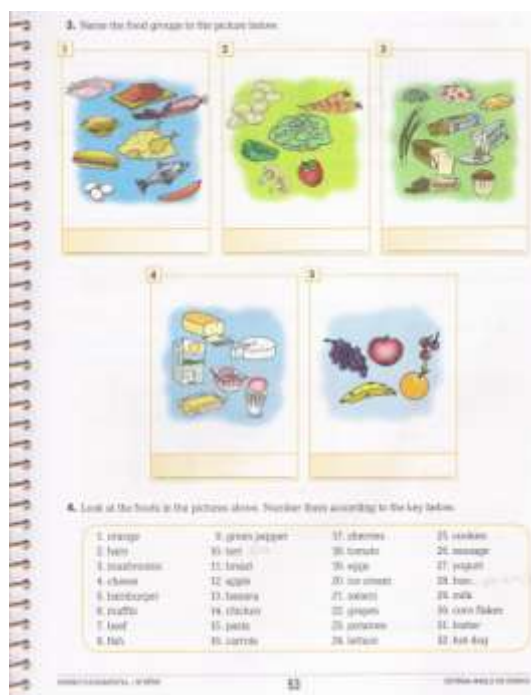 3. Name the food groups in the picture below.
1
2
3
4
5
4. Look at the foods in the pictures above. Number them according to the key below.
1. orange
2. ham
3. mushrooms
4. cheese
5. hamburger
6. muffin
7. beef
8. fish
9. green pepper
10.
11. bread
12. apple
13. banana
14. chicken
15. pasta
16. carrots
17. cherries
18. tomato
19. eggs
20. ice cream
21.
22. grapes
23. potatoes
24. lettuce
25. cookies
26. sausage
27. yogurt
28.
29. milk
30. corn flakes
31. butter
32. hot dog
53